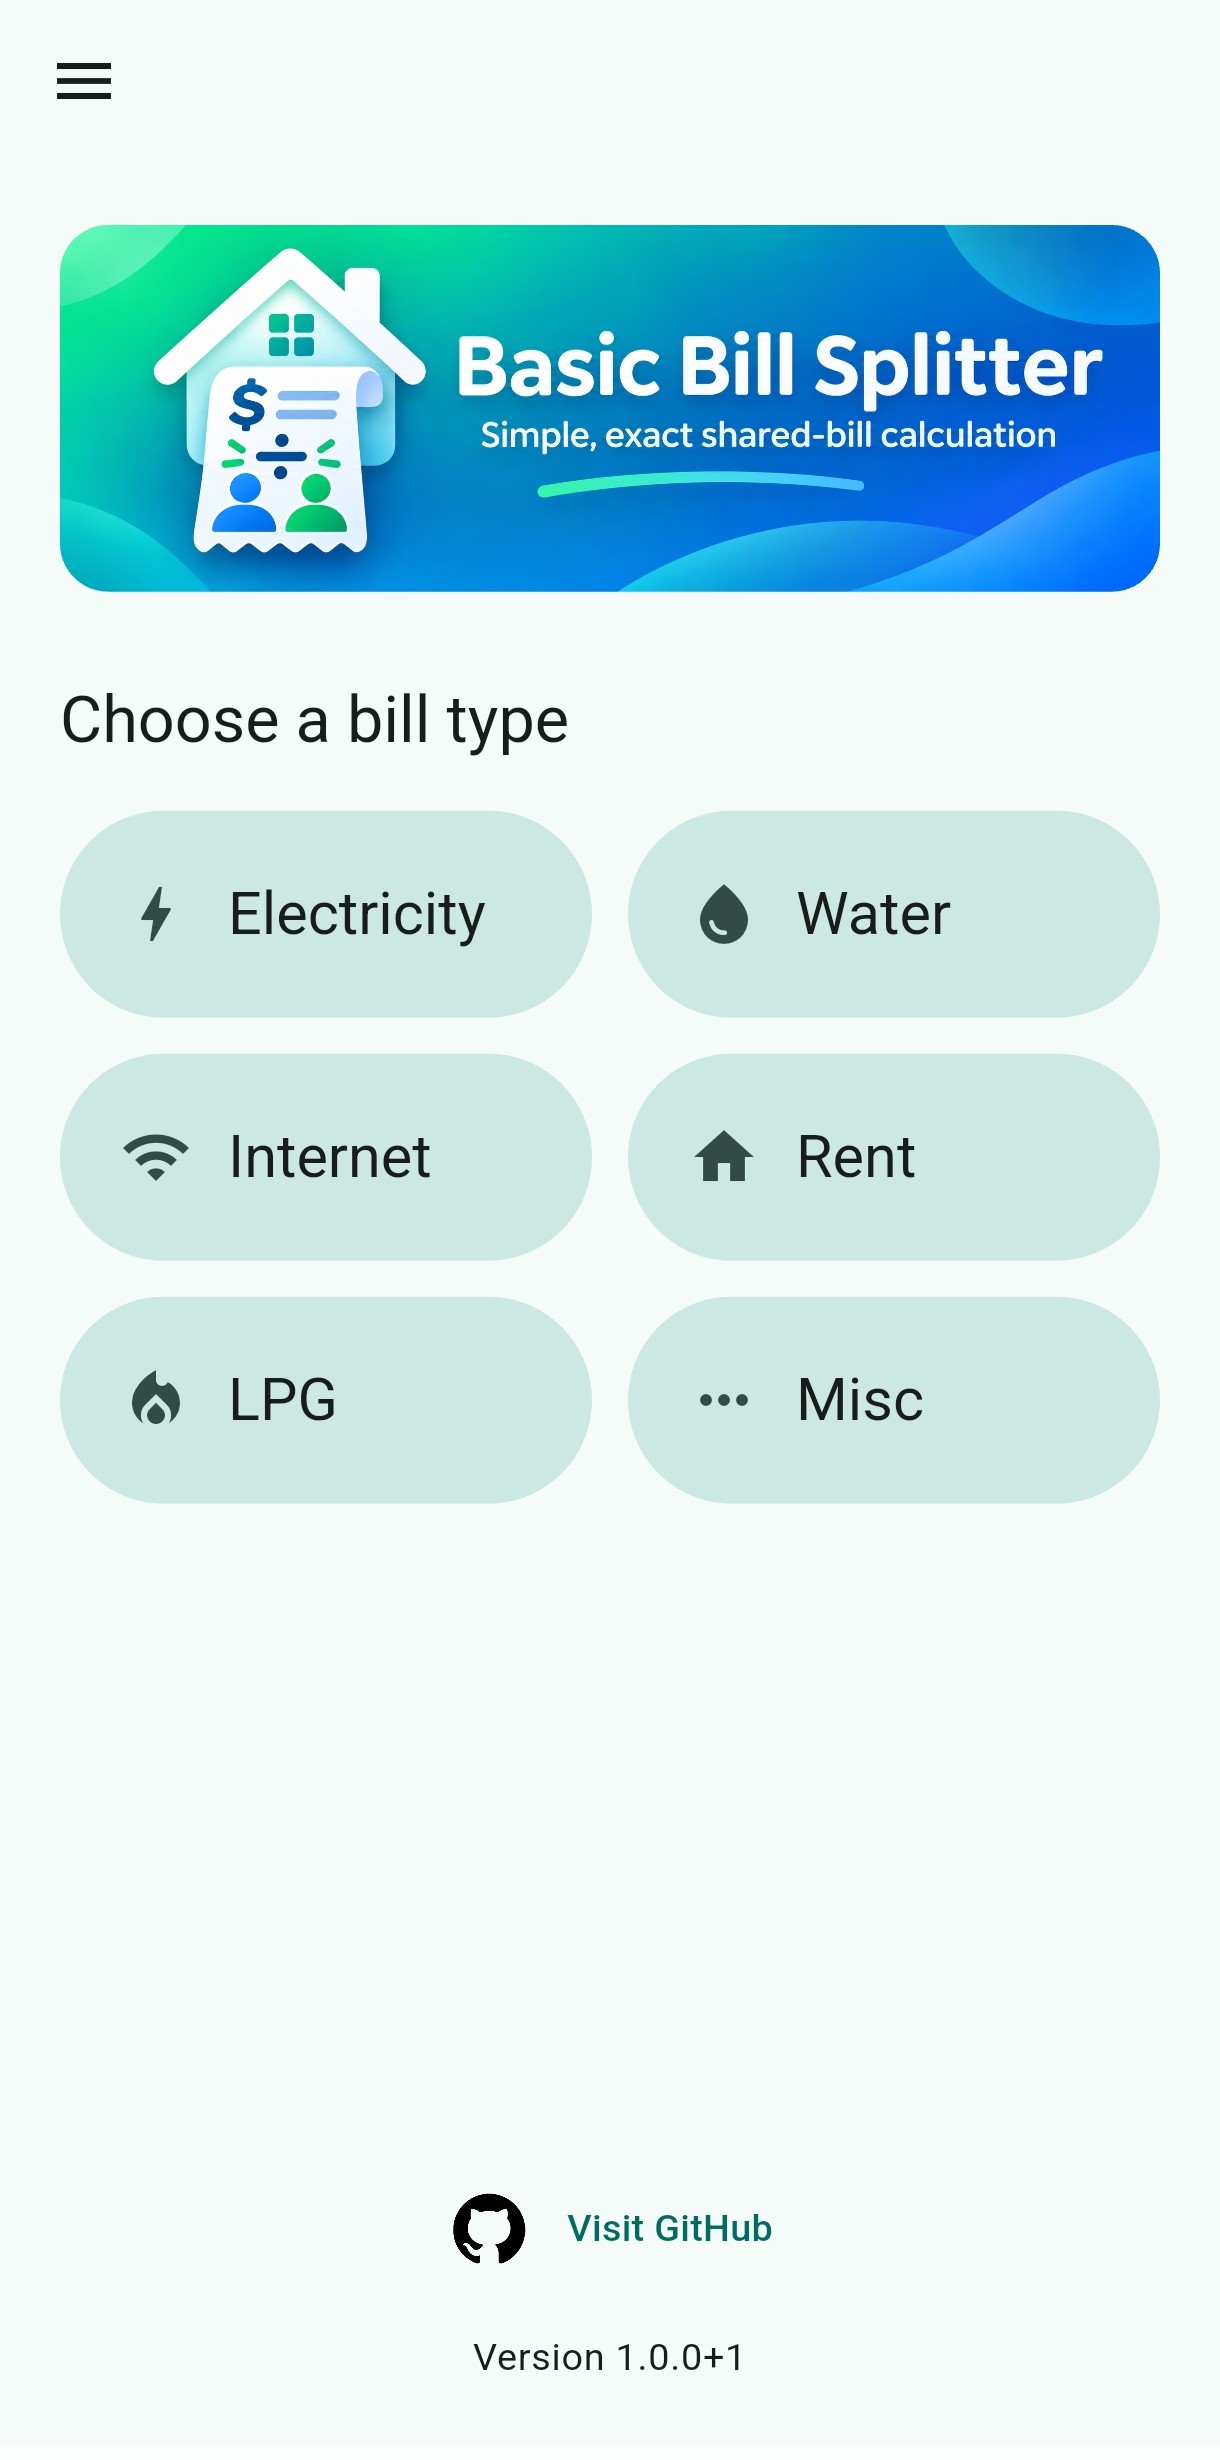 Basic Bill Splitter
Simple, exact shared-bill calculation
$
Choose a bill type
Electricity
Water
Internet
Rent
LPG
Misc
Visit GitHub
Version 1.0.0+1